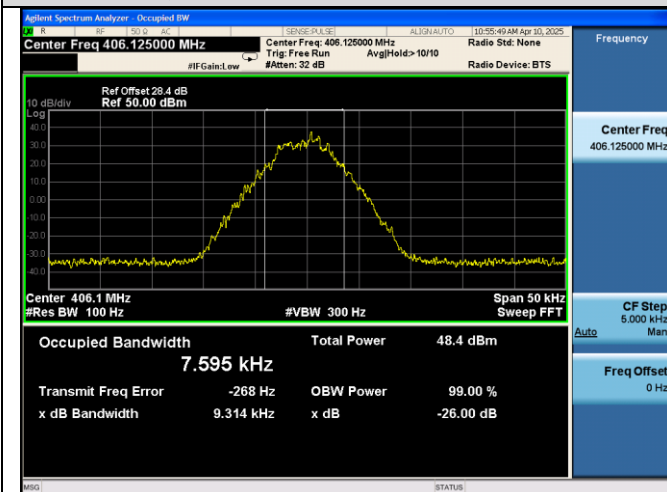 Agilent Spectrum Analyzer - Occupied BW
R RF 50 Ω AC SENSE:PULSE ALIGNAUTO 10:55:49 AM Apr 10, 2025
Center Freq 406.125000 MHz
Center Freq: 406.125000 MHz
Radio Std: None
Trig: Free Run Avg|Hold:> 10/10
#IFGain:Low #Atten: 32 dB Radio Device: BTS
Frequency
Ref Offset 28.4 dB
10 dB/div Ref 50.00 dBm
Log
40.0
30.0
20.0
10.0
0.00
-10.0
-20.0
-30.0
-40.0
Center 406.1 MHz Span 50 kHz
#Res BW 100 Hz #VBW 300 Hz Sweep FFT
Occupied Bandwidth Total Power 48.4 dBm
7.595 kHz
Transmit Freq Error -268 Hz OBW Power 99.00 %
x dB Bandwidth 9.314 kHz x dB -26.00 dB
Center Freq
406.125000 MHz
CF Step
5.000 kHz
Auto Man
Freq Offset
0 Hz
MSG STATUS